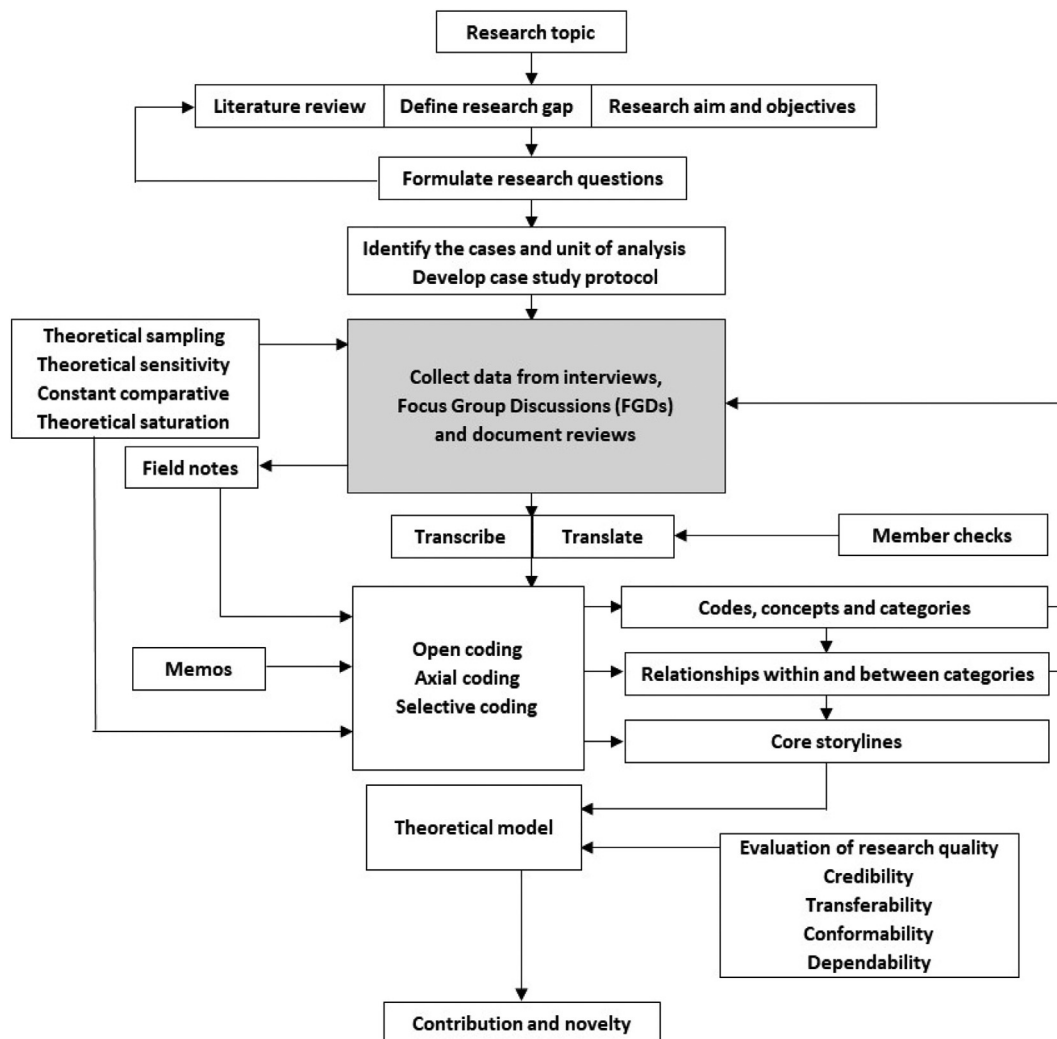 Research topic
Literature review
Define research gap
Research aim and objectives
Formulate research questions
Identify the cases and unit of analysis
Develop case study protocol
Theoretical sampling
Theoretical sensitivity
Constant comparative
Theoretical saturation
Collect data from interviews,
Focus Group Discussions (FGDs)
and document reviews
Field notes
Transcribe
Translate
Member checks
Open coding
Axial coding
Selective coding
Codes, concepts and categories
Memos
Relationships within and between categories
Core storylines
Theoretical model
Evaluation of research quality
Credibility
Transferability
Conformability
Dependability
Contribution and novelty